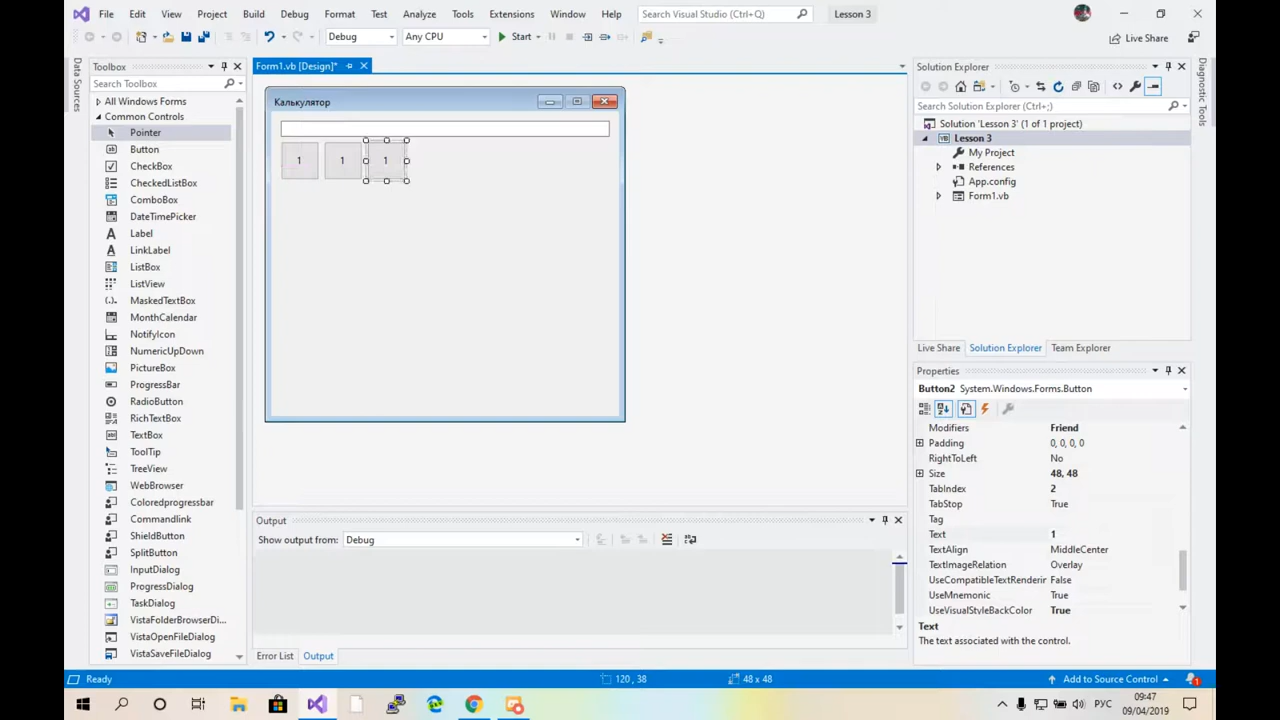 File Edit View Project Build Debug Format Test Analyze Tools Extensions Window Help Search Visual Studio (Ctrl+Q) Lesson 3
Debug Any CPU Start Live Share
Data Sources
Toolbox
Search Toolbox
All Windows Forms
Common Controls
Pointer
Button
CheckBox
CheckedListBox
ComboBox
DateTimePicker
Label
LinkLabel
ListBox
ListView
MaskedTextBox
MonthCalendar
NotifyIcon
NumericUpDown
PictureBox
ProgressBar
RadioButton
RichTextBox
TextBox
ToolTip
TreeView
WebBrowser
Coloredprogressbar
Commandlink
ShieldButton
SplitButton
InputDialog
ProgressDialog
TaskDialog
VistaFolderBrowserDi...
VistaOpenFileDialog
VistaSaveFileDialog
Form1.vb [Design]*
Калькулятор
1 1 1
Output
Show output from: Debug
Error List Output
Solution Explorer
Search Solution Explorer (Ctrl+;)
Solution 'Lesson 3' (1 of 1 project)
Lesson 3
My Project
References
App.config
Form1.vb
Live Share Solution Explorer Team Explorer
Properties
Button2 System.Windows.Forms.Button
Modifiers Friend
Padding 0, 0, 0, 0
RightToLeft No
Size 48, 48
TabIndex 2
TabStop True
Tag
Text 1
TextAlign MiddleCenter
TextImageRelation Overlay
UseCompatibleTextRenderir False
UseMnemonic True
UseVisualStyleBackColor True
Text
The text associated with the control.
Diagnostic Tools
Ready 120 , 38 48 x 48 Add to Source Control 1
РУС 09:47
09/04/2019